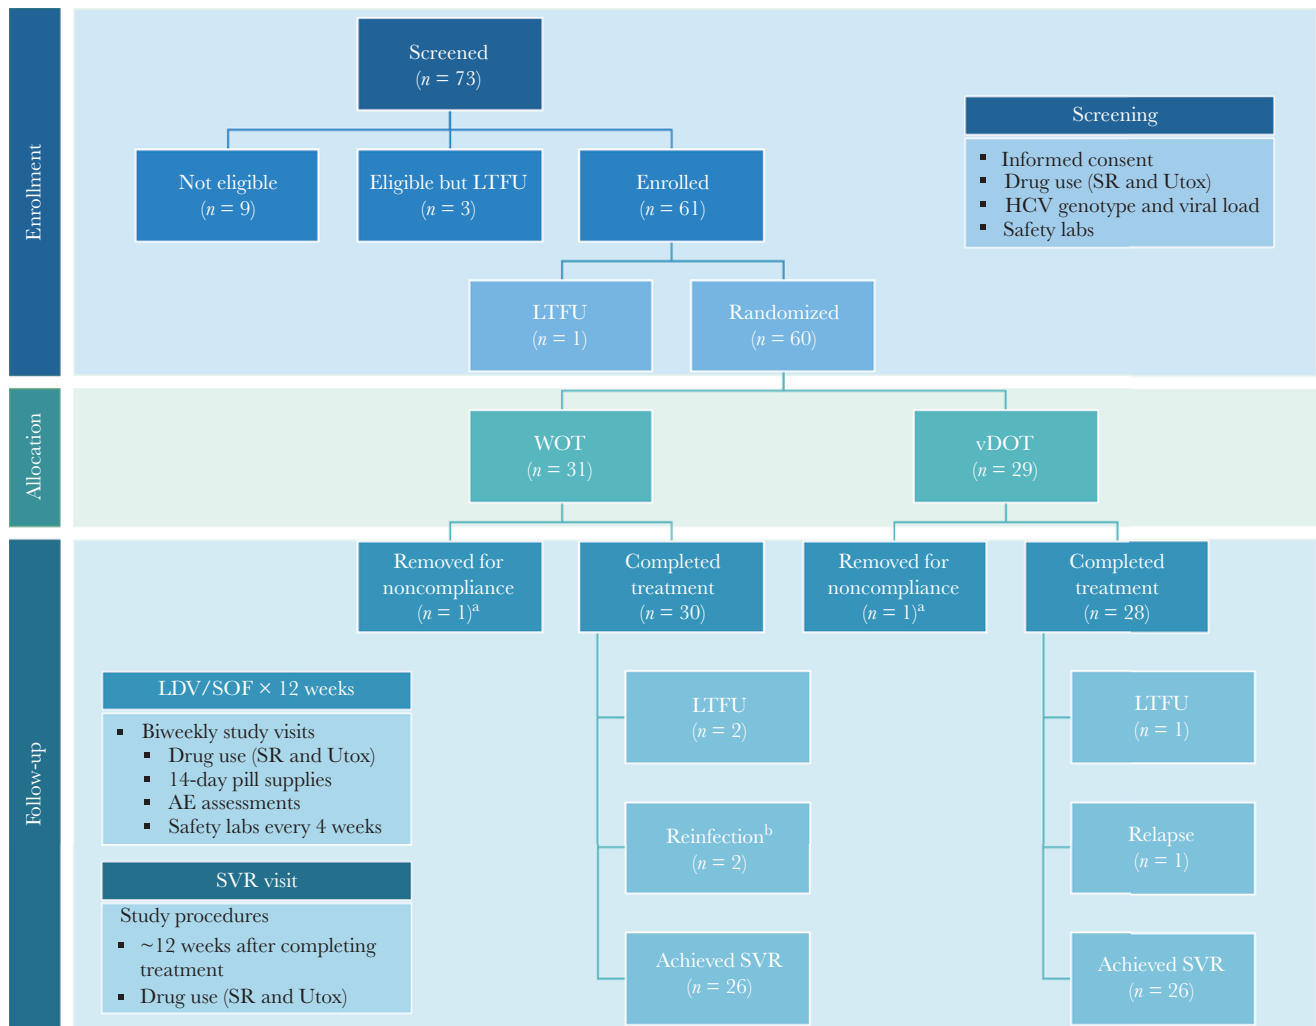 Enrollment
Screened
(n = 73)
Not eligible
(n = 9)
Eligible but LTFU
(n = 3)
Enrolled
(n = 61)
LTFU
(n = 1)
Randomized
(n = 60)
Screening
▪ Informed consent
▪ Drug use (SR and Utox)
▪ HCV genotype and viral load
▪ Safety labs
Allocation
WOT
(n = 31)
vDOT
(n = 29)
Follow-up
Removed for
noncompliance
(n = 1)a
Completed
treatment
(n = 30)
Removed for
noncompliance
(n = 1)a
Completed
treatment
(n = 28)
LDV/SOF × 12 weeks
▪ Biweekly study visits
▪ Drug use (SR and Utox)
▪ 14-day pill supplies
▪ AE assessments
▪ Safety labs every 4 weeks
SVR visit
Study procedures
▪ ~12 weeks after completing
treatment
▪ Drug use (SR and Utox)
LTFU
(n = 2)
Reinfectionb
(n = 2)
Achieved SVR
(n = 26)
LTFU
(n = 1)
Relapse
(n = 1)
Achieved SVR
(n = 26)